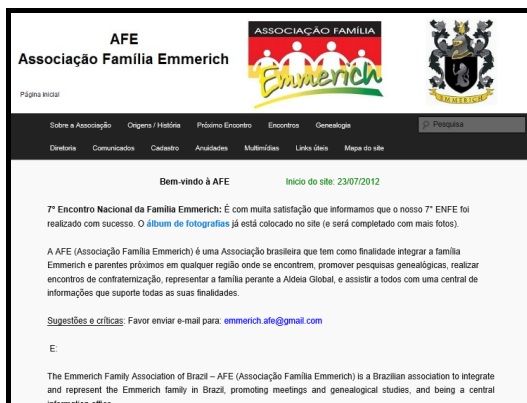 AFE
Associação Família Emmerich
Página Inicial
ASSOCIAÇÃO FAMÍLIA
Emmerich
EMMERICH
Sobre a Associação Origens / História Próximo Encontro Encontros Genealogia
Pesquisa
Diretoria Comunicados Cadastro Anuidades Multimídias Links úteis Mapa do site
Bem-vindo à AFE Inicio do site: 23/07/2012
7º Encontro Nacional da Família Emmerich: É com muita satisfação que informamos que o nosso 7° ENFE foi
realizado com sucesso. O álbum de fotografias já está colocado no site (e será completado com mais fotos).
A AFE (Associação Família Emmerich) é uma Associação brasileira que tem como finalidade integrar a família
Emmerich e parentes próximos em qualquer região onde se encontrem, promover pesquisas genealógicas, realizar
encontros de confraternização, representar a família perante a Aldeia Global, e assistir a todos com uma central de
informações que suporte todas as suas finalidades.
Sugestões e críticas: Favor enviar e-mail para: emmerich.afe@gmail.com
E:
The Emmerich Family Association of Brazil – AFE (Associação Família Emmerich) is a Brazilian association to integrate
and represent the Emmerich family in Brazil, promoting meetings and genealogical studies, and being a central
information office